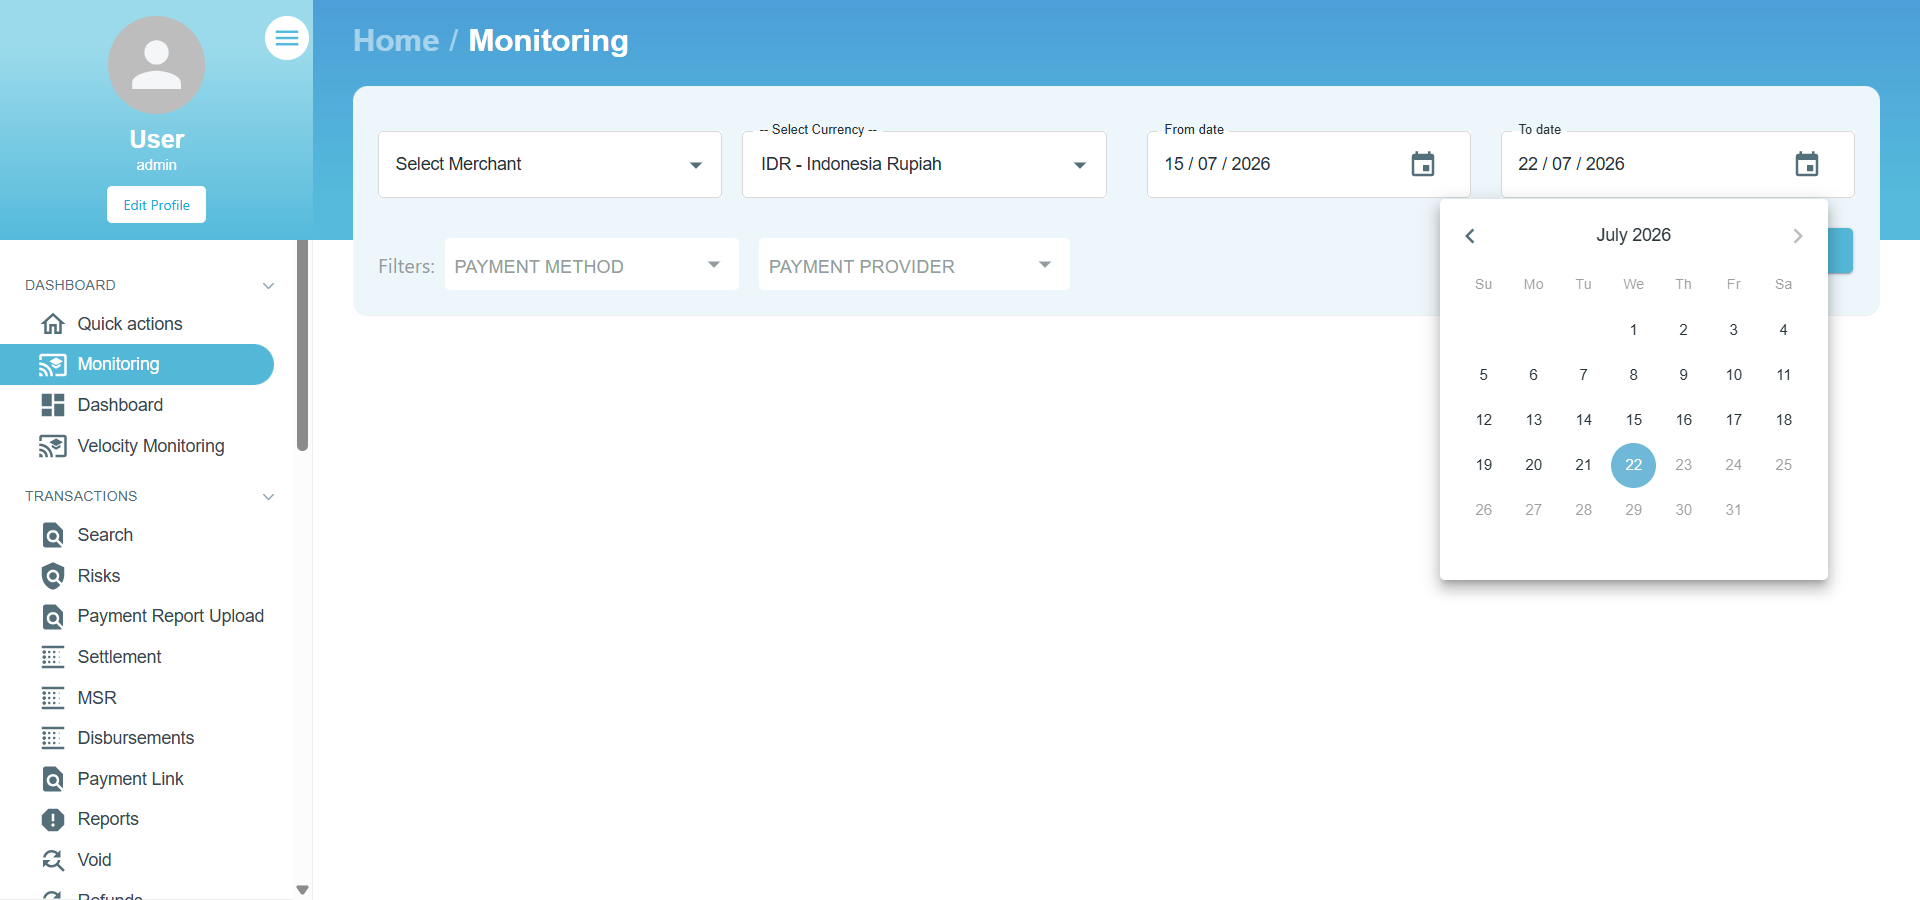 User
admin
Edit Profile
DASHBOARD
Quick actions
Monitoring
Dashboard
Velocity Monitoring
TRANSACTIONS
Search
Risks
Payment Report Upload
Settlement
MSR
Disbursements
Payment Link
Reports
Void
Refunds
Home / Monitoring
Select Merchant
-- Select Currency --
IDR - Indonesia Rupiah
From date
15 / 07 / 2026
To date
22 / 07 / 2026
Filters: PAYMENT METHOD PAYMENT PROVIDER
July 2026
Su Mo Tu We Th Fr Sa
1 2 3 4
5 6 7 8 9 10 11
12 13 14 15 16 17 18
19 20 21 22 23 24 25
26 27 28 29 30 31